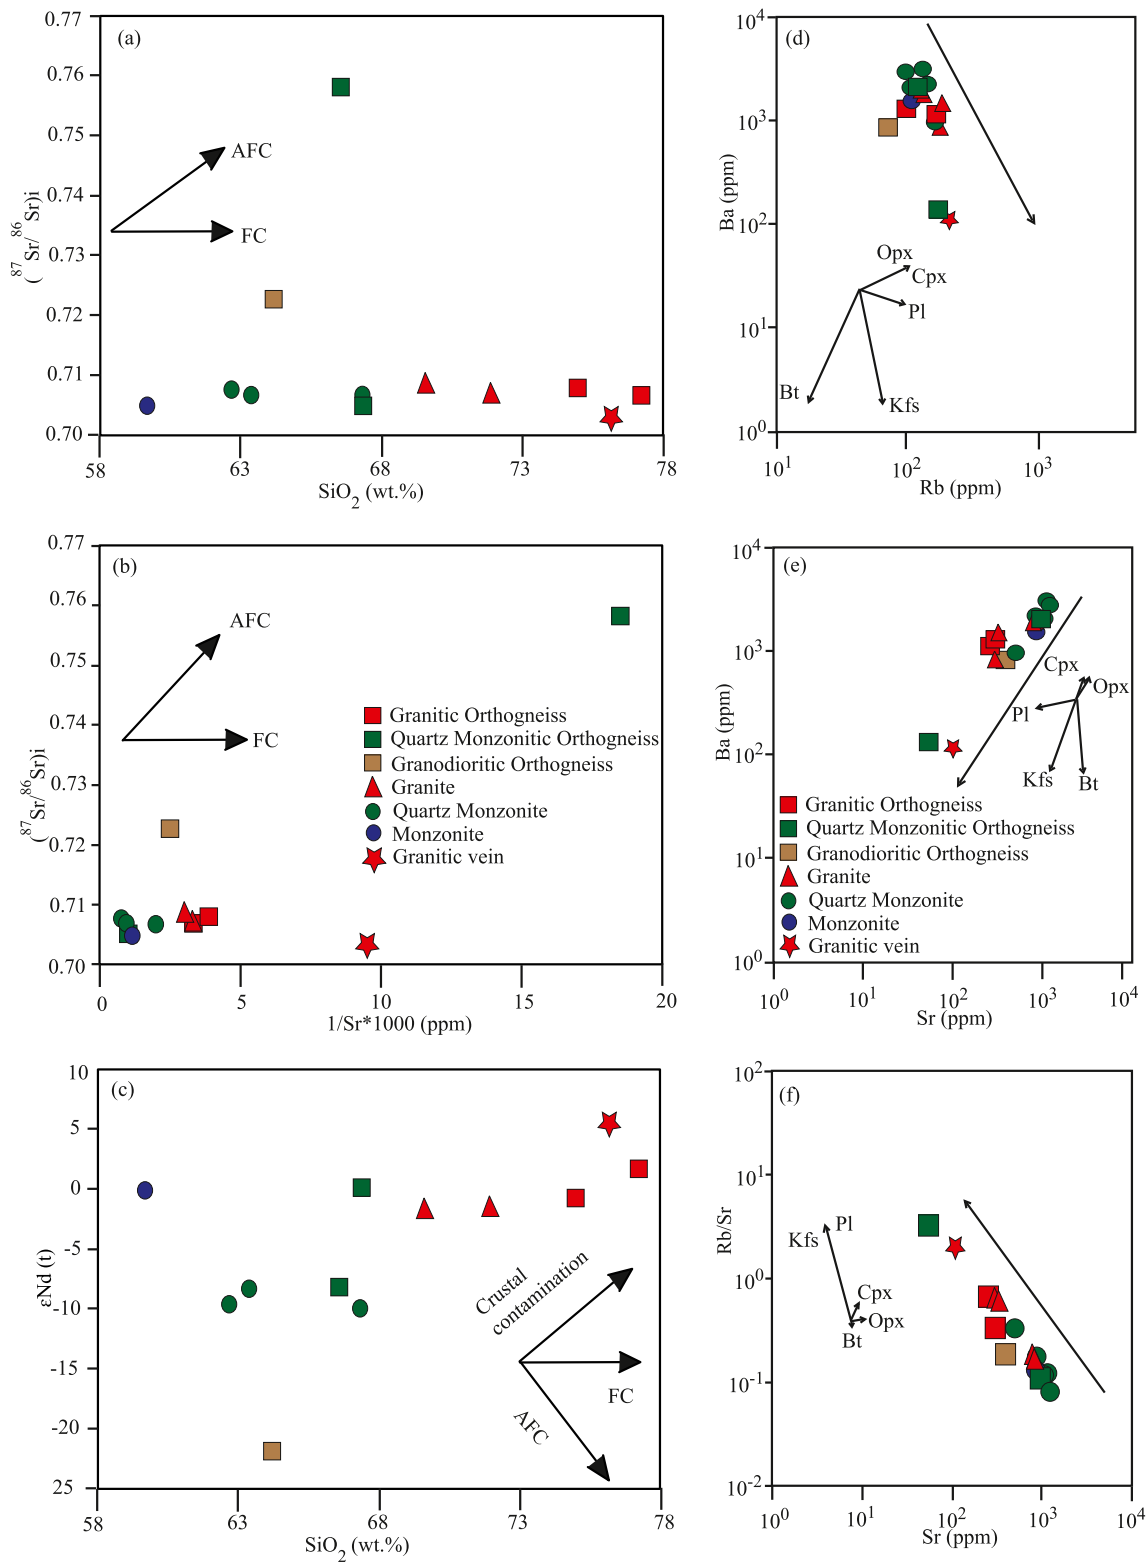 (a)
0.77
0.76
0.75
0.74
0.73
0.72
0.71
0.70
(87Sr/86Sr)i
AFC
FC
58
63
68
73
78
SiO2 (wt.%)
(d)
10^4
10^3
10^2
10^1
10^0
Ba (ppm)
Opx
Cpx
Pl
Bt
Kfs
10^1
10^2
10^3
Rb (ppm)
(b)
0.77
0.76
0.75
0.74
0.73
0.72
0.71
0.70
(87Sr/86Sr)i
AFC
FC
Granitic Orthogneiss
Quartz Monzonitic Orthogneiss
Granodioritic Orthogneiss
Granite
Quartz Monzonite
Monzonite
Granitic vein
0
5
10
15
20
1/Sr*1000 (ppm)
(e)
10^4
10^3
10^2
10^1
10^0
Ba (ppm)
Cpx
Opx
Pl
Kfs
Bt
Granitic Orthogneiss
Quartz Monzonitic Orthogneiss
Granodioritic Orthogneiss
Granite
Quartz Monzonite
Monzonite
Granitic vein
10^0
10^1
10^2
10^3
10^4
Sr (ppm)
(c)
10
5
0
-5
-10
-15
-20
25
εNd (t)
Crustal
contamination
FC
AFC
58
63
68
73
78
SiO2 (wt.%)
(f)
10^2
10^1
10^0
10^-1
10^-2
Rb/Sr
Pl
Kfs
Cpx
Opx
Bt
10^0
10^1
10^2
10^3
10^4
Sr (ppm)